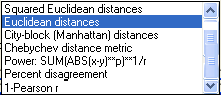 Squared Euclidean distances
Euclidean distances
City-block (Manhattan) distances
Chebychev distance metric
Power: SUM(ABS(x-y)**p)**1/r
Percent disagreement
1-Pearson r